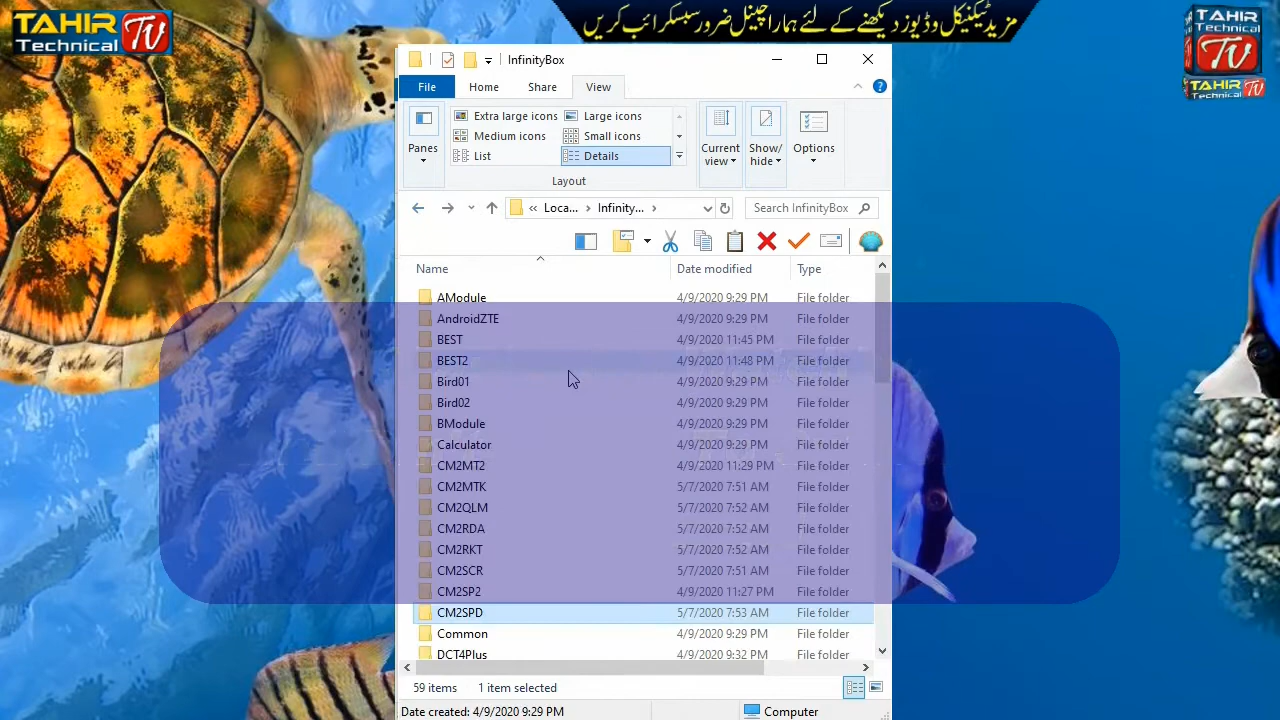 TAHIR
Technical TV
مزید ٹیکنیکل وڈیوز دیکھنے کے لئے ہمارا چینل ضرور سبسکرائب کریں
TAHIR
Technical
TV
TAHIR
Technical TV
InfinityBox
File Home Share View
Panes
Extra large icons Large icons
Medium icons Small icons
List Details
Layout
Current view
Show/hide
Options
« Loca... › Infinity... ›
Search InfinityBox
Name Date modified Type
AModule 4/9/2020 9:29 PM File folder
AndroidZTE 4/9/2020 9:29 PM File folder
BEST 4/9/2020 11:45 PM File folder
BEST2 4/9/2020 11:48 PM File folder
Bird01 4/9/2020 9:29 PM File folder
Bird02 4/9/2020 9:29 PM File folder
BModule 4/9/2020 9:29 PM File folder
Calculator 4/9/2020 9:29 PM File folder
CM2MT2 4/9/2020 11:29 PM File folder
CM2MTK 5/7/2020 7:51 AM File folder
CM2QLM 5/7/2020 7:52 AM File folder
CM2RDA 5/7/2020 7:52 AM File folder
CM2RKT 5/7/2020 7:52 AM File folder
CM2SCR 5/7/2020 7:51 AM File folder
CM2SP2 4/9/2020 11:27 PM File folder
CM2SPD 5/7/2020 7:53 AM File folder
Common 4/9/2020 9:29 PM File folder
DCT4Plus 4/9/2020 9:32 PM File folder
59 items 1 item selected
Date created: 4/9/2020 9:29 PM Computer